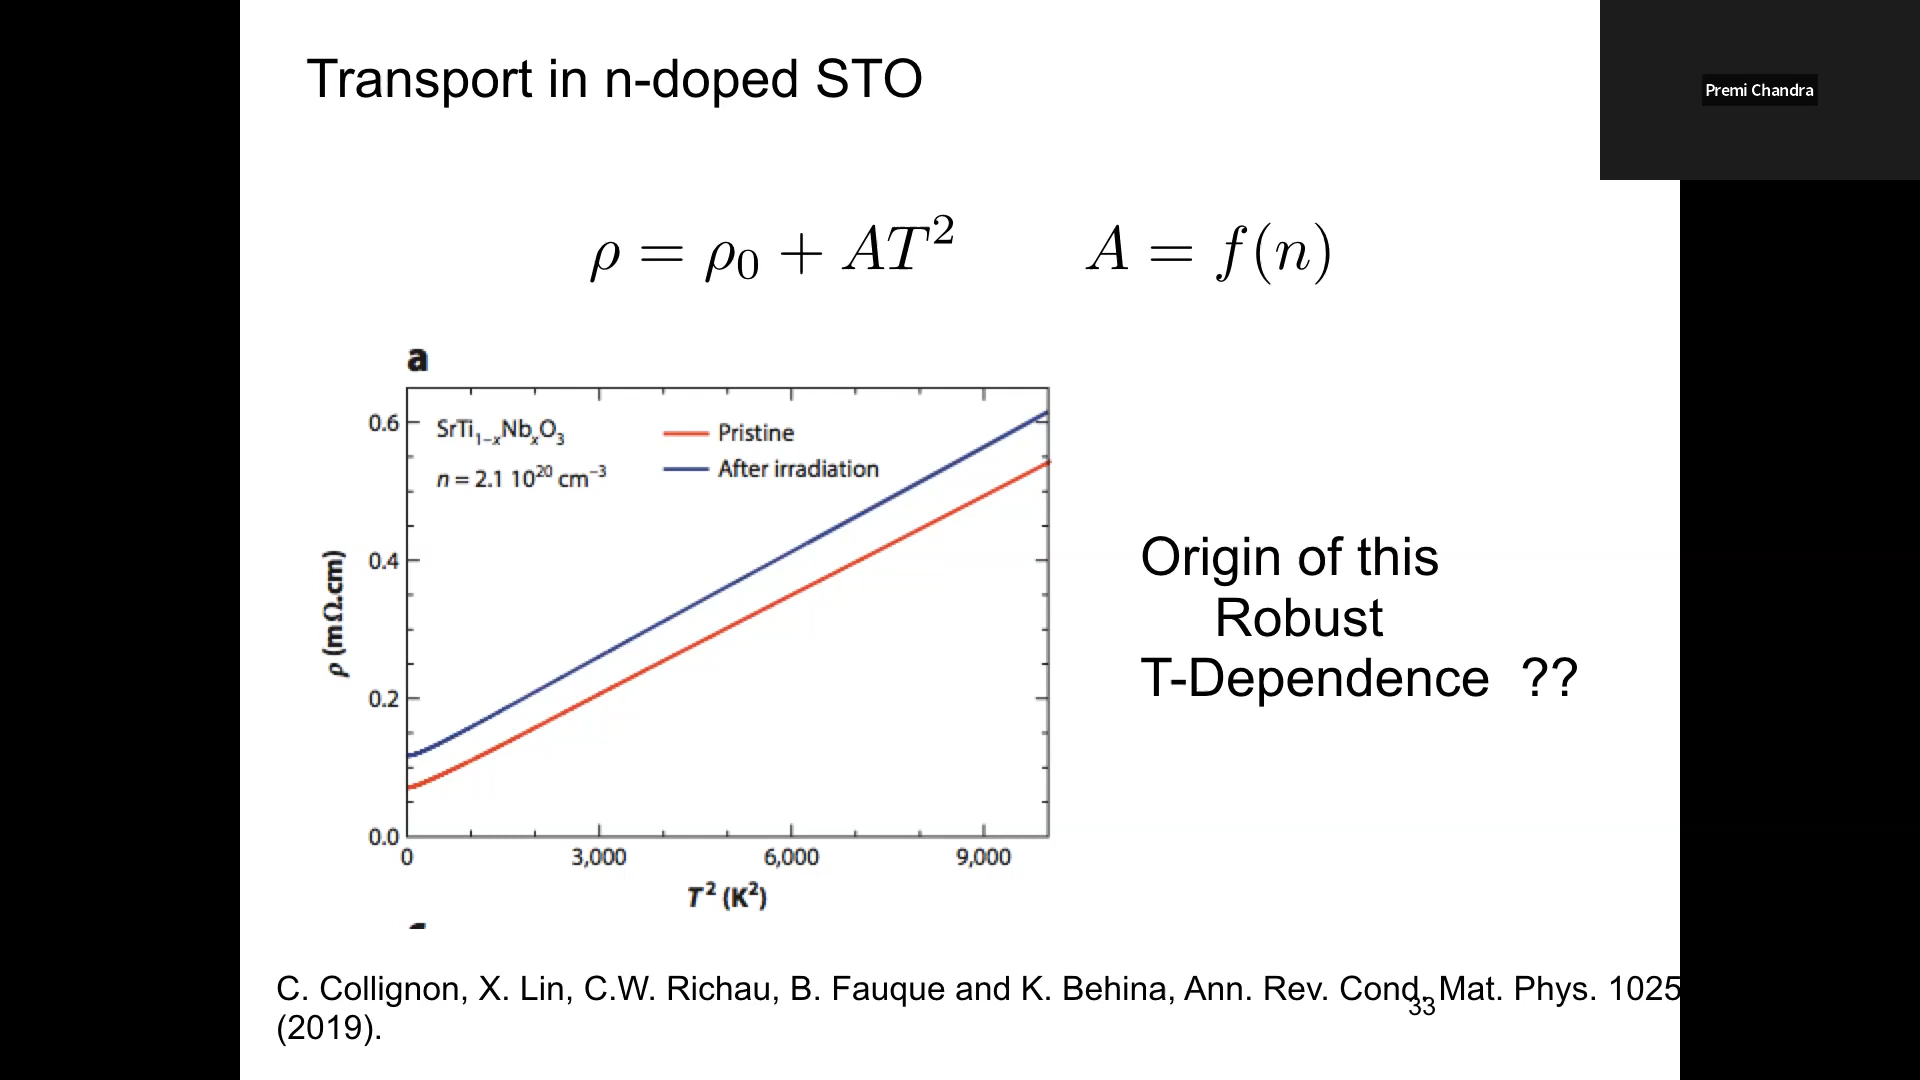 Transport in n-doped STO
Premi Chandra
ρ = ρ₀ + AT² A = f(n)
a
SrTi₁₋ₓNbₓO₃
n = 2.1 10²⁰ cm⁻³
Pristine
After irradiation
0.6
0.4
0.2
0.0
ρ (mΩ.cm)
0 3,000 6,000 9,000
T² (K²)
Origin of this
Robust
T-Dependence ??
C. Collignon, X. Lin, C.W. Richau, B. Fauque and K. Behina, Ann. Rev. Cond. Mat. Phys. 1025
(2019).
33